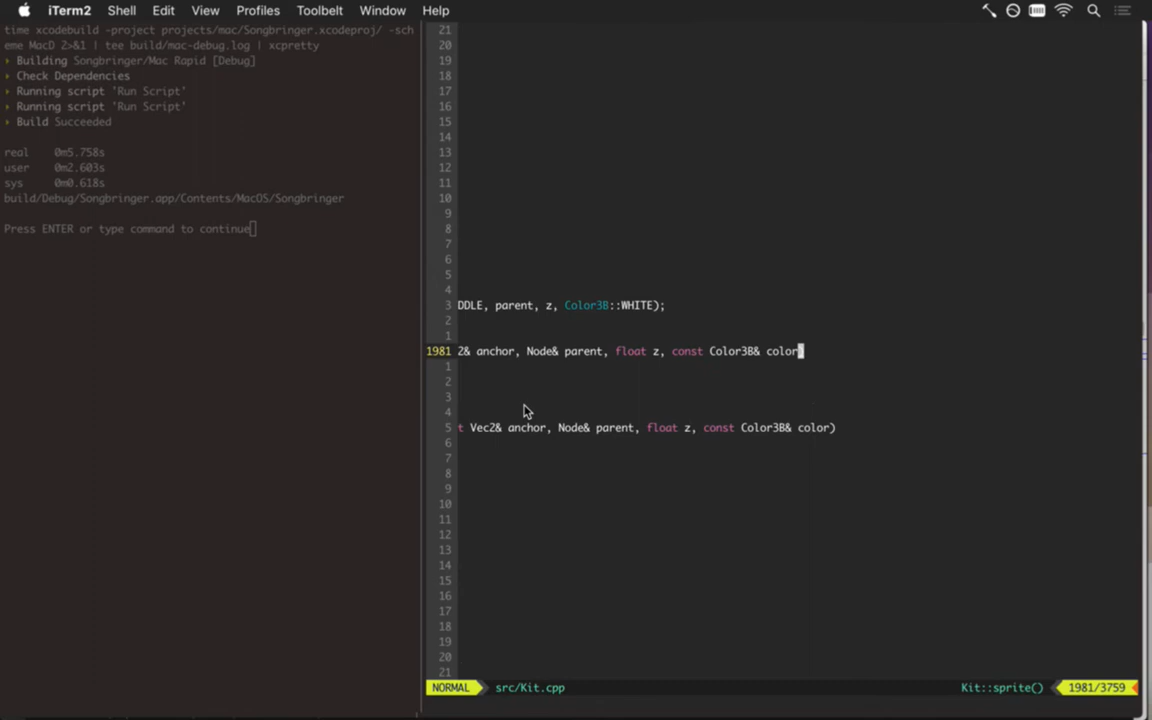 iTerm2 Shell Edit View Profiles Toolbelt Window Help
time xcodebuild -project projects/mac/Songbringer.xcodeproj/ -sch
eme MacD 2>&1 | tee build/mac-debug.log | xcpretty
▸ Building Songbringer/Mac Rapid [Debug]
▸ Check Dependencies
▸ Running script 'Run Script'
▸ Running script 'Run Script'
▸ Build Succeeded
real 0m5.758s
user 0m2.603s
sys 0m0.618s
build/Debug/Songbringer.app/Contents/MacOS/Songbringer
Press ENTER or type command to continue
21
20
19
18
17
16
15
14
13
12
11
10
9
8
7
6
5
4
3 DDLE, parent, z, Color3B::WHITE);
2
1
1981 2& anchor, Node& parent, float z, const Color3B& color)
1
2
3
4
5 t Vec2& anchor, Node& parent, float z, const Color3B& color)
6
7
8
9
10
11
12
13
14
15
16
17
18
19
20
21
NORMAL src/Kit.cpp Kit::sprite() 1981/3759